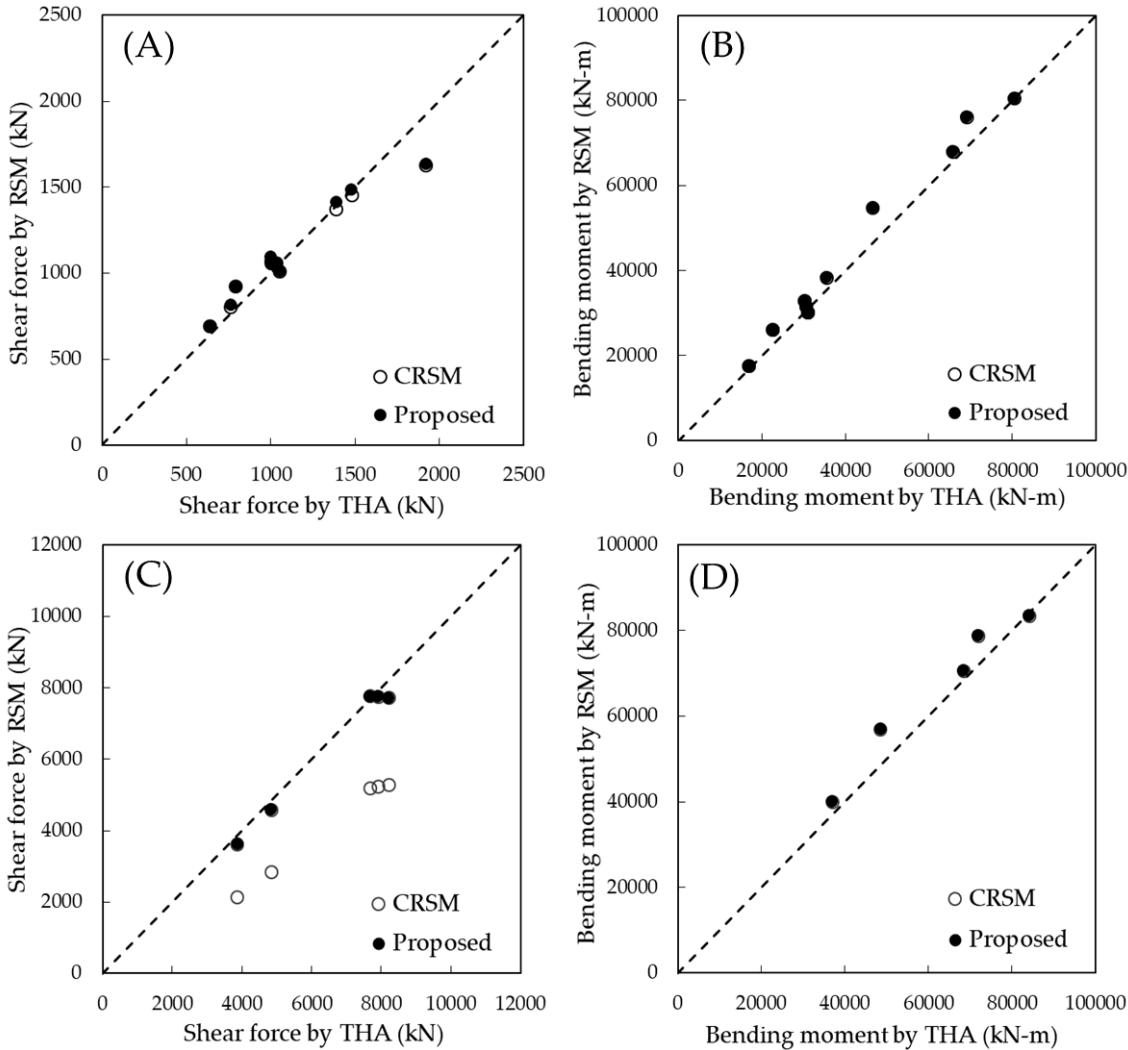 (A)
Shear force by RSM (kN)
2500
2000
1500
1000
500
0
0 500 1000 1500 2000 2500
Shear force by THA (kN)
CRSM
Proposed
(B)
Bending moment by RSM (kN-m)
100000
80000
60000
40000
20000
0
0 20000 40000 60000 80000 100000
Bending moment by THA (kN-m)
CRSM
Proposed
(C)
Shear force by RSM (kN)
12000
10000
8000
6000
4000
2000
0
0 2000 4000 6000 8000 10000 12000
Shear force by THA (kN)
CRSM
Proposed
(D)
Bending moment by RSM (kN-m)
100000
80000
60000
40000
20000
0
0 20000 40000 60000 80000 100000
Bending moment by THA (kN-m)
CRSM
Proposed